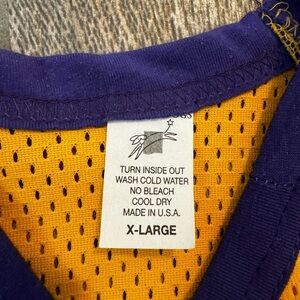 TURN INSIDE OUT
WASH COLD WATER
NO BLEACH
COOL DRY
MADE IN U.S.A.
X-LARGE